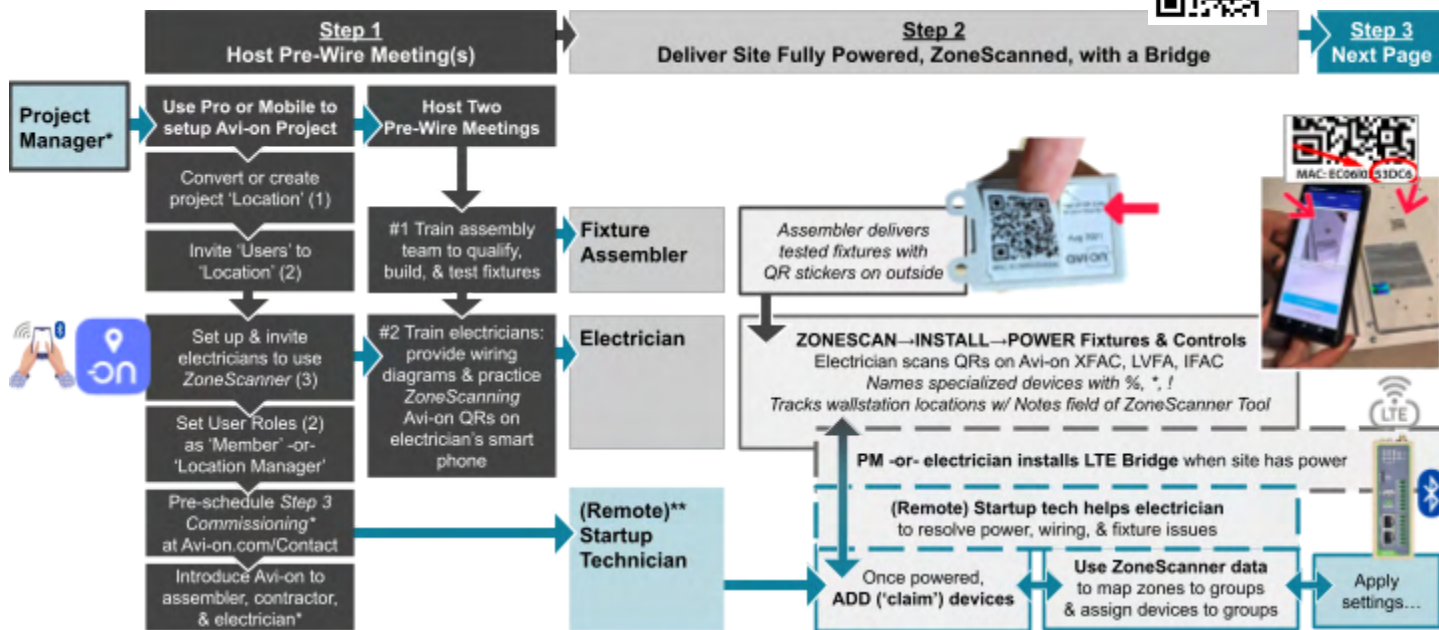 Step 1
Host Pre-Wire Meeting(s)
Step 2
Deliver Site Fully Powered, ZoneScanned, with a Bridge
Step 3
Next Page
Project
Manager*
Use Pro or Mobile to
setup Avi-on Project
Convert or create
project 'Location' (1)
Invite 'Users' to
'Location' (2)
Set up & invite
electricians to use
ZoneScanner (3)
Set User Roles (2)
as 'Member' -or-
'Location Manager'
Pre-schedule Step 3
Commissioning*
at Avi-on.com/Contact
Introduce Avi-on to
assembler, contractor,
& electrician*
Host Two
Pre-Wire Meetings
#1 Train assembly
team to qualify,
build, & test fixtures
#2 Train electricians:
provide wiring
diagrams & practice
ZoneScanning
Avi-on QRs on
electrician's smart
phone
Fixture
Assembler
Electrician
(Remote)**
Startup
Technician
Assembler delivers
tested fixtures with
QR stickers on outside
Aug 2021
avi-on
ZONESCAN→INSTALL→POWER Fixtures & Controls
Electrician scans QRs on Avi-on XFAC, LVFA, IFAC
Names specialized devices with %, *, !
Tracks wallstation locations w/ Notes field of ZoneScanner Tool
LTE
PM -or- electrician installs LTE Bridge when site has power
(Remote) Startup tech helps electrician
to resolve power, wiring, & fixture issues
Once powered,
ADD ('claim') devices
Use ZoneScanner data
to map zones to groups
& assign devices to groups
Apply
settings…